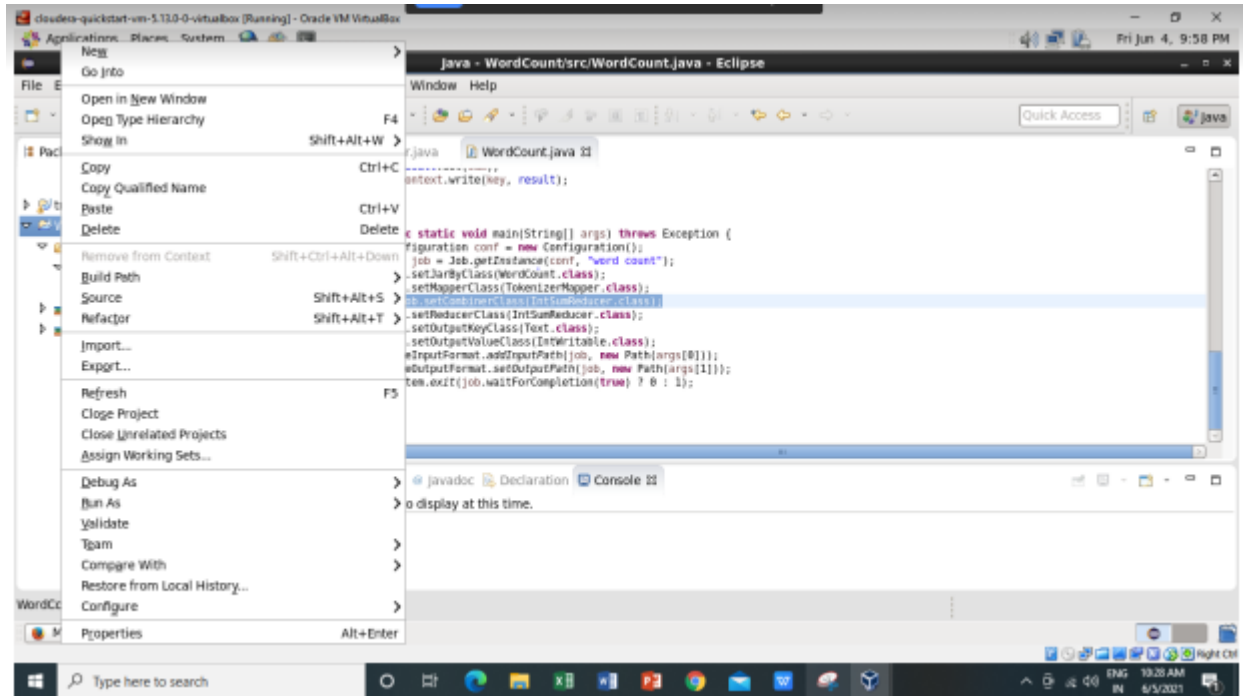 cloudera-quickstart-vm-5.13.0-0-virtualbox [Running] - Oracle VM VirtualBox
Applications Places System Fri Jun 4, 9:58 PM
Java - WordCount/src/WordCount.java - Eclipse
File Window Help
Quick Access Java
Pac r.java WordCount.java
New
Go Into
Open in New Window
Open Type Hierarchy F4
Show In Shift+Alt+W
Copy Ctrl+C
Copy Qualified Name
Paste Ctrl+V
Delete Delete
Remove from Context Shift+Ctrl+Alt+Down
Build Path
Source Shift+Alt+S
Refactor Shift+Alt+T
Import...
Export...
Refresh F5
Close Project
Close Unrelated Projects
Assign Working Sets...
Debug As
Run As
Validate
Team
Compare With
Restore from Local History...
Configure
Properties Alt+Enter
ontext.write(key, result);
c static void main(String[] args) throws Exception {
figuration conf = new Configuration();
job = Job.getInstance(conf, "word count");
.setJarByClass(WordCount.class);
.setMapperClass(TokenizerMapper.class);
ob.setCombinerClass(IntSumReducer.class);
.setReducerClass(IntSumReducer.class);
.setOutputKeyClass(Text.class);
.setOutputValueClass(IntWritable.class);
eInputFormat.addInputPath(job, new Path(args[0]));
eOutputFormat.setOutputPath(job, new Path(args[1]));
tem.exit(job.waitForCompletion(true) ? 0 : 1);
@ Javadoc Declaration Console
o display at this time.
WordCc
M
Right Ctrl
Type here to search
ENG 10:28 AM
IN 6/5/2021